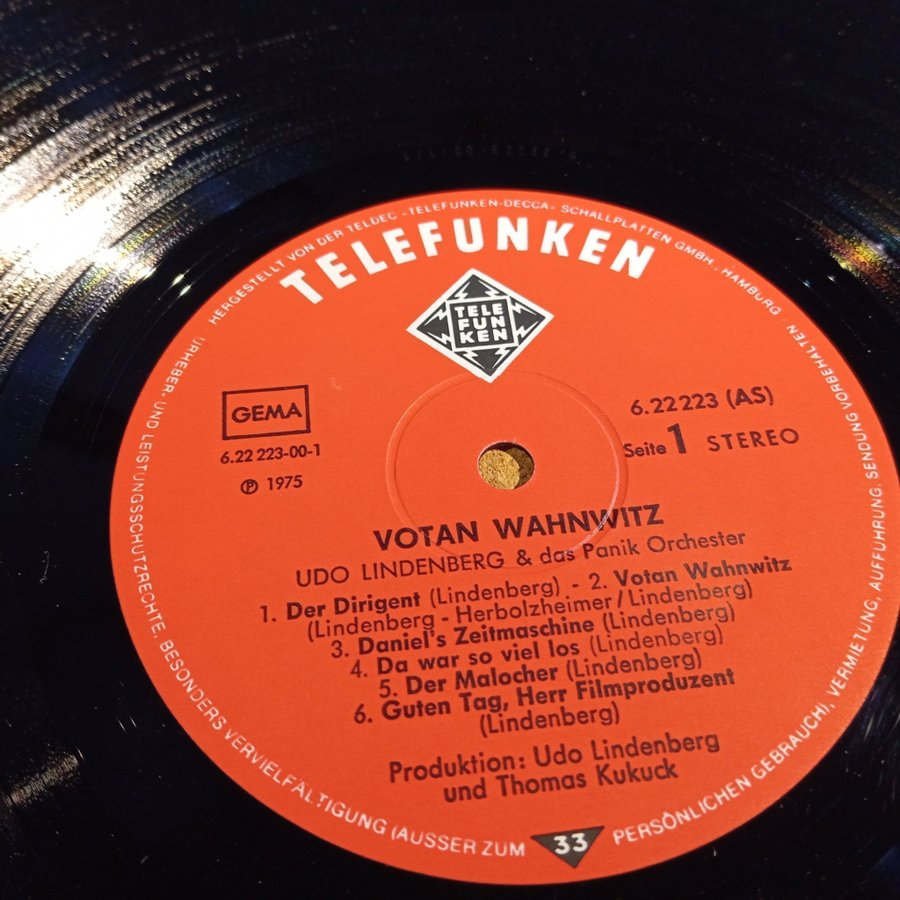 HERGESTELLT VON DER TELDEC -TELEFUNKEN-DECCA- SCHALLPLATTEN GMBH · HAMBURG ·
TELEFUNKEN
TELE
FUN
KEN
GEMA
6.22 223-00-1
℗ 1975
6.22 223 (AS)
Seite 1 STEREO
VOTAN WAHNWITZ
UDO LINDENBERG & das Panik Orchester
1. Der Dirigent (Lindenberg) - 2. Votan Wahnwitz
(Lindenberg - Herbolzheimer / Lindenberg)
3. Daniel's Zeitmaschine (Lindenberg)
4. Da war so viel los (Lindenberg)
5. Der Malocher (Lindenberg)
6. Guten Tag, Herr Filmproduzent
(Lindenberg)
Produktion: Udo Lindenberg
und Thomas Kukuck
URHEBER- UND LEISTUNGSSCHUTZRECHTE, BESONDERS VERVIELFÄLTIGUNG (AUSSER ZUM PERSÖNLICHEN GEBRAUCH), VERMIETUNG, AUFFÜHRUNG, SENDUNG VORBEHALTEN ·
33